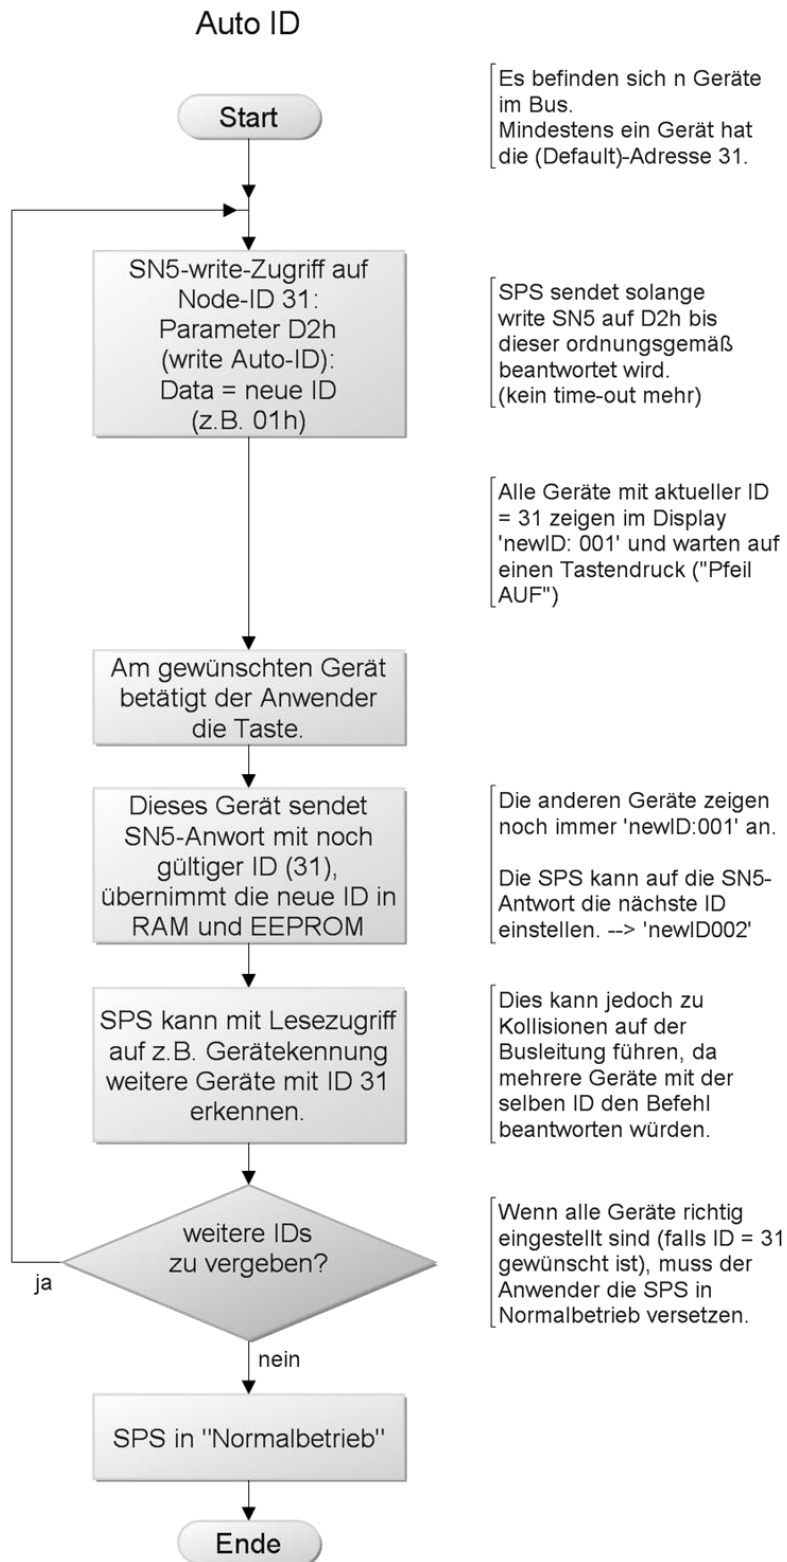 Auto ID
Start
Es befinden sich n Geräte
im Bus.
Mindestens ein Gerät hat
die (Default)-Adresse 31.
SN5-write-Zugriff auf
Node-ID 31:
Parameter D2h
(write Auto-ID):
Data = neue ID
(z.B. 01h)
SPS sendet solange
write SN5 auf D2h bis
dieser ordnungsgemäß
beantwortet wird.
(kein time-out mehr)
Alle Geräte mit aktueller ID
= 31 zeigen im Display
'newID: 001' und warten auf
einen Tastendruck ("Pfeil
AUF")
Am gewünschten Gerät
betätigt der Anwender
die Taste.
Dieses Gerät sendet
SN5-Anwort mit noch
gültiger ID (31),
übernimmt die neue ID in
RAM und EEPROM
Die anderen Geräte zeigen
noch immer 'newID:001' an.
Die SPS kann auf die SN5-
Antwort die nächste ID
einstellen. --> 'newID002'
SPS kann mit Lesezugriff
auf z.B. Gerätekennung
weitere Geräte mit ID 31
erkennen.
Dies kann jedoch zu
Kollisionen auf der
Busleitung führen, da
mehrere Geräte mit der
selben ID den Befehl
beantworten würden.
weitere IDs
zu vergeben?
ja
Wenn alle Geräte richtig
eingestellt sind (falls ID = 31
gewünscht ist), muss der
Anwender die SPS in
Normalbetrieb versetzen.
nein
SPS in "Normalbetrieb"
Ende